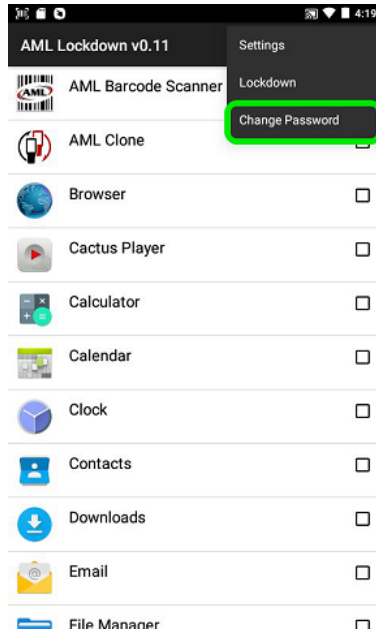 4:19
AML Lockdown v0.11
Settings
Lockdown
Change Password
AML
AML Barcode Scanner
AML Clone
Browser
Cactus Player
Calculator
Calendar
Clock
Contacts
Downloads
Email
File Manager